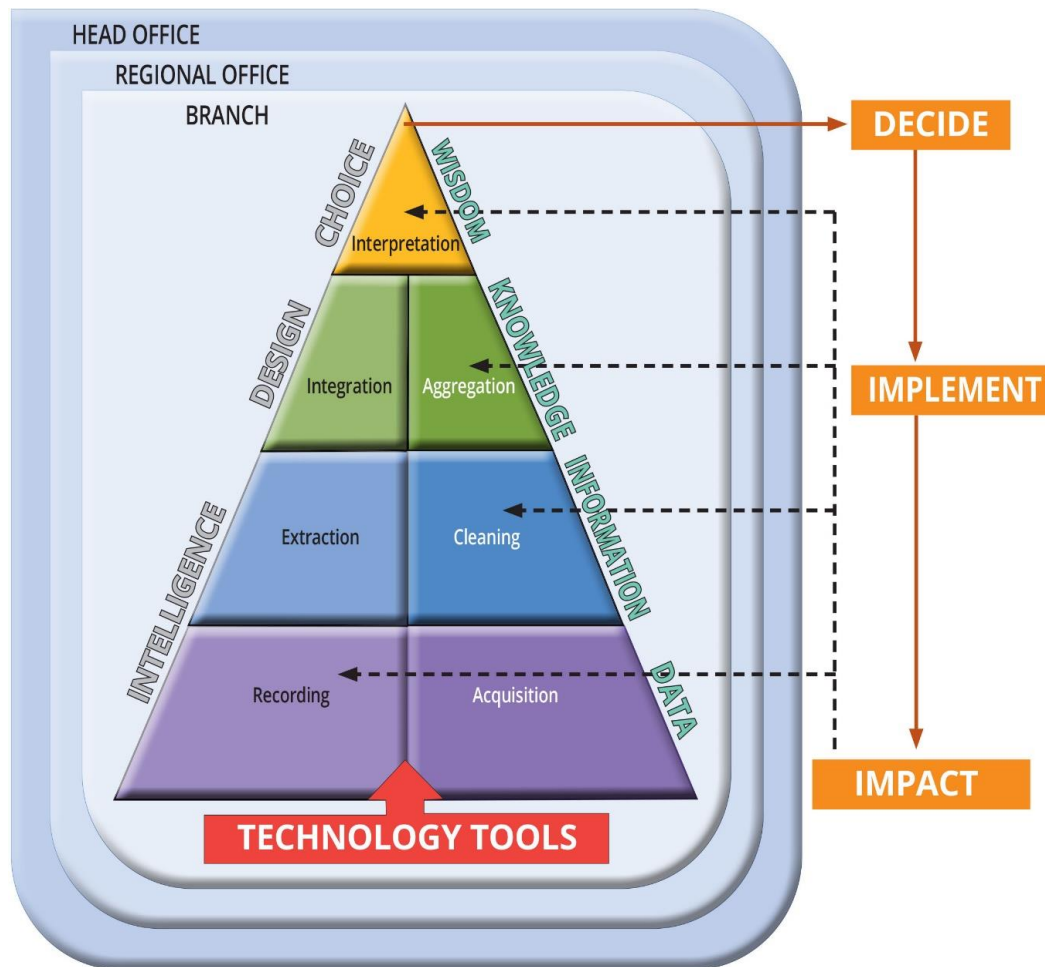 HEAD OFFICE
REGIONAL OFFICE
BRANCH
DECIDE
CHOICE
WISDOM
Interpretation
DESIGN
KNOWLEDGE
Integration
Aggregation
IMPLEMENT
INTELLIGENCE
INFORMATION
Extraction
Cleaning
DATA
Recording
Acquisition
IMPACT
TECHNOLOGY TOOLS